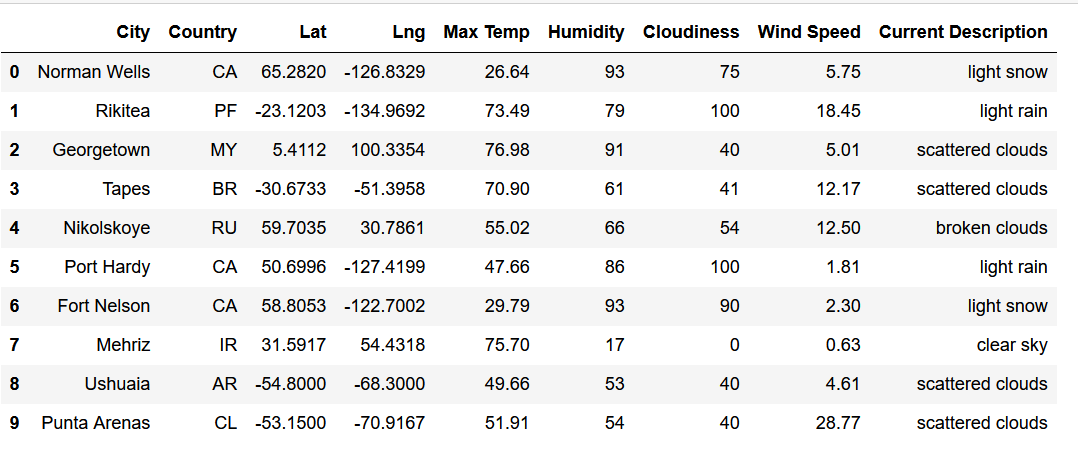 City Country Lat Lng Max Temp Humidity Cloudiness Wind Speed Current Description
0 Norman Wells CA 65.2820 -126.8329 26.64 93 75 5.75 light snow
1 Rikitea PF -23.1203 -134.9692 73.49 79 100 18.45 light rain
2 Georgetown MY 5.4112 100.3354 76.98 91 40 5.01 scattered clouds
3 Tapes BR -30.6733 -51.3958 70.90 61 41 12.17 scattered clouds
4 Nikolskoye RU 59.7035 30.7861 55.02 66 54 12.50 broken clouds
5 Port Hardy CA 50.6996 -127.4199 47.66 86 100 1.81 light rain
6 Fort Nelson CA 58.8053 -122.7002 29.79 93 90 2.30 light snow
7 Mehriz IR 31.5917 54.4318 75.70 17 0 0.63 clear sky
8 Ushuaia AR -54.8000 -68.3000 49.66 53 40 4.61 scattered clouds
9 Punta Arenas CL -53.1500 -70.9167 51.91 54 40 28.77 scattered clouds